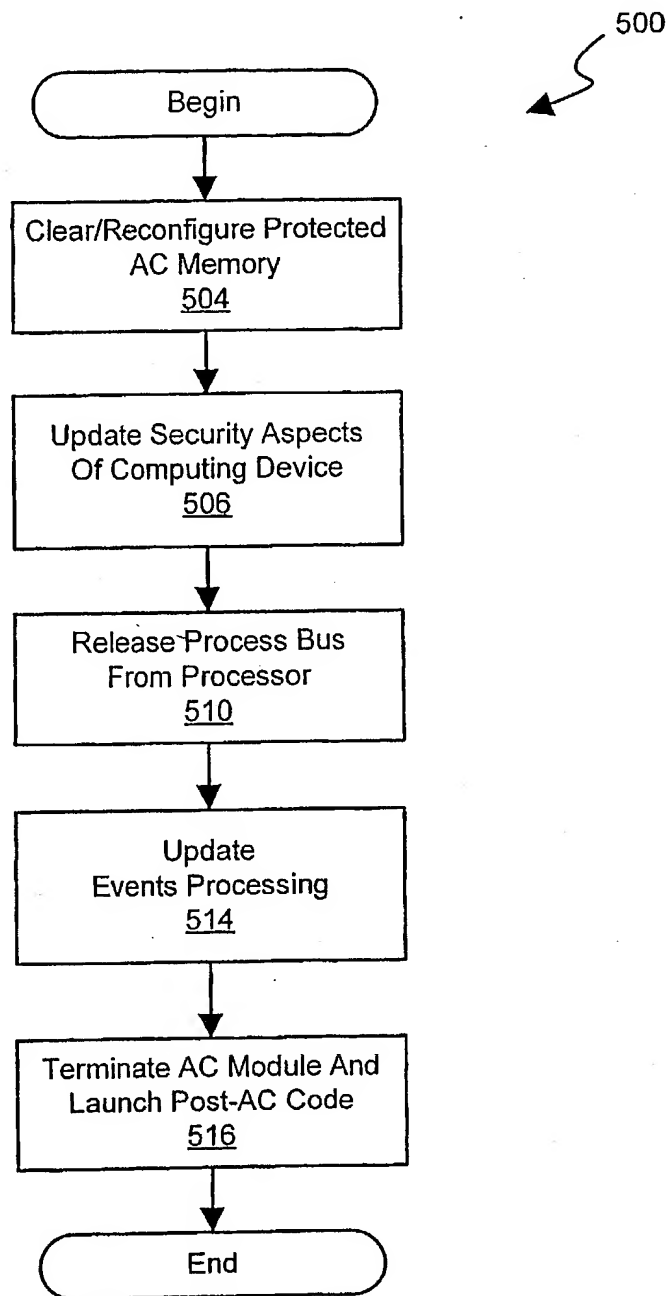 500
Begin
Clear/Reconfigure Protected
AC Memory
504
Update Security Aspects
Of Computing Device
506
Release Process Bus
From Processor
510
Update
Events Processing
514
Terminate AC Module And
Launch Post-AC Code
516
End